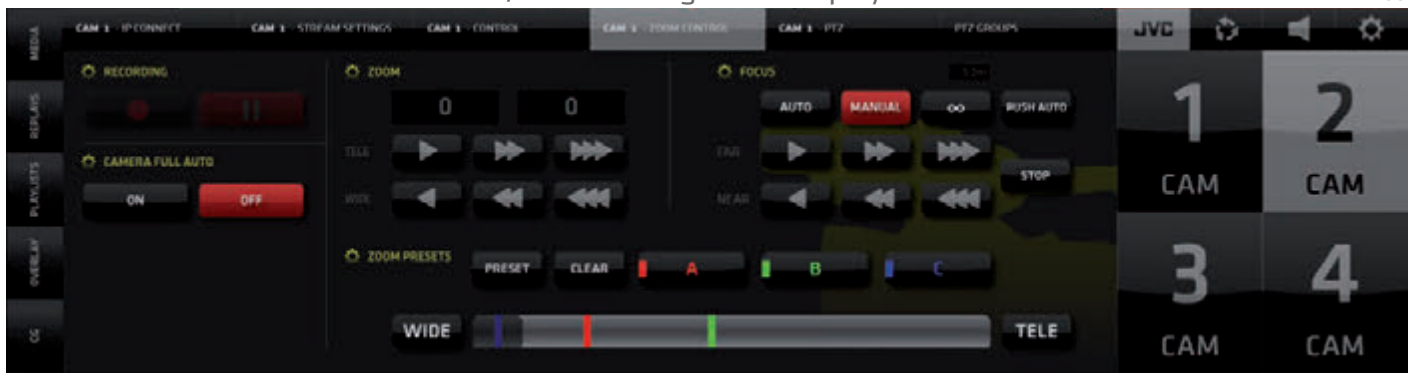 CAM 1 - IP CONNECT CAM 1 - STREAM SETTINGS CAM 1 - CONTROL CAM 1 - ZOOM CONTROL CAM 1 - PTZ PTZ GROUPS JVC
MEDIA
REPLAYS
PLAYLISTS
OVERLAY
CG
RECORDING
CAMERA FULL AUTO
ON OFF
ZOOM
0 0
TELE
WIDE
FOCUS
AUTO MANUAL ∞ PUSH AUTO
FAR
STOP
NEAR
ZOOM PRESETS
PRESET CLEAR A B C
WIDE TELE
1 CAM
2 CAM
3 CAM
4 CAM